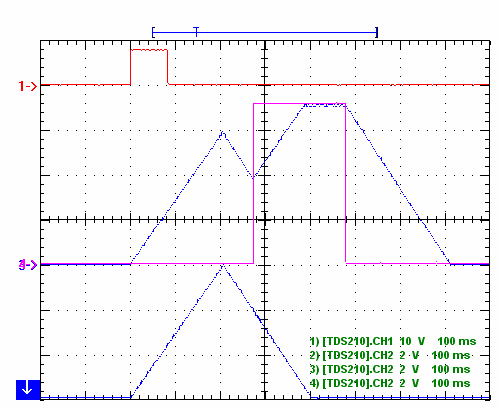 T
1->
3->
1) [TDS210].CH1 10 V 100 ms
2) [TDS210].CH2 2 V 100 ms
3) [TDS210].CH2 2 V 100 ms
4) [TDS210].CH2 2 V 100 ms